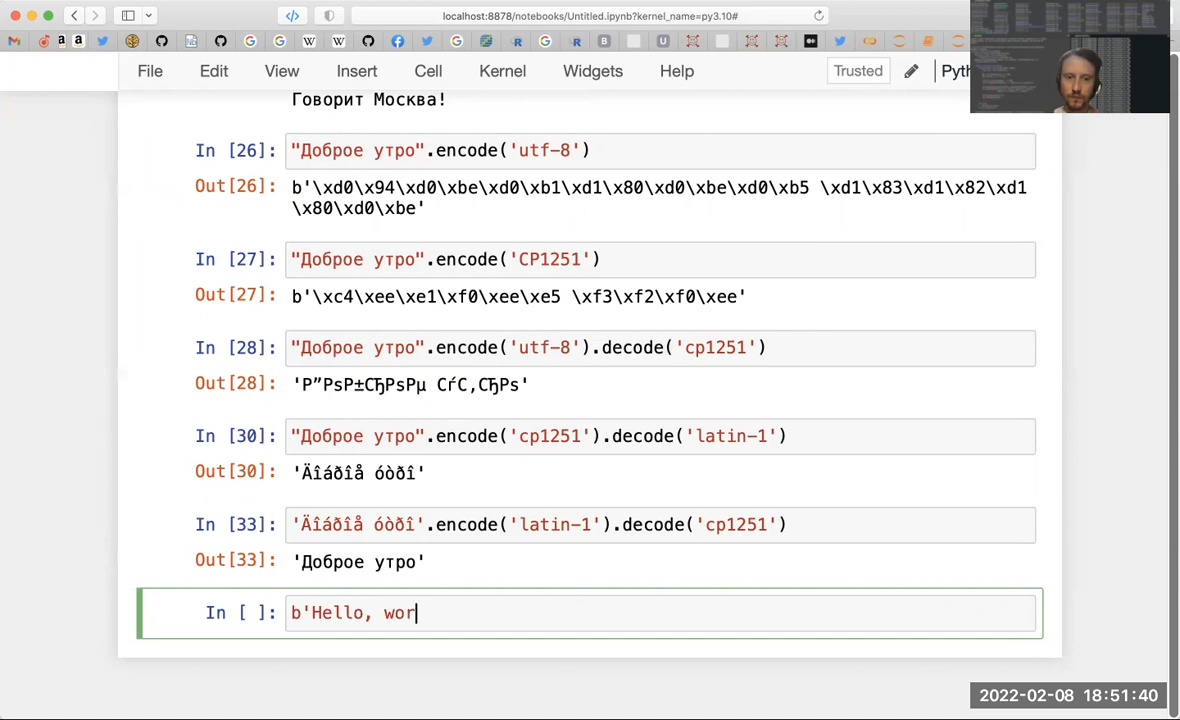 localhost:8878/notebooks/Untitled.ipynb?kernel_name=py3.10#
File Edit View Insert Cell Kernel Widgets Help Trusted Pyth
Говорит Москва!
In [26]: "Доброе утро".encode('utf-8')
Out[26]: b'\xd0\x94\xd0\xbe\xd0\xb1\xd1\x80\xd0\xbe\xd0\xb5 \xd1\x83\xd1\x82\xd1
\x80\xd0\xbe'
In [27]: "Доброе утро".encode('CP1251')
Out[27]: b'\xc4\xee\xe1\xf0\xee\xe5 \xf3\xf2\xf0\xee'
In [28]: "Доброе утро".encode('utf-8').decode('cp1251')
Out[28]: 'Р”РѕР±СЂРѕРµ СѓС‚СЂРѕ'
In [30]: "Доброе утро".encode('cp1251').decode('latin-1')
Out[30]: 'Äîáðîå óòðî'
In [33]: 'Äîáðîå óòðî'.encode('latin-1').decode('cp1251')
Out[33]: 'Доброе утро'
In [ ]: b'Hello, wor
2022-02-08 18:51:40